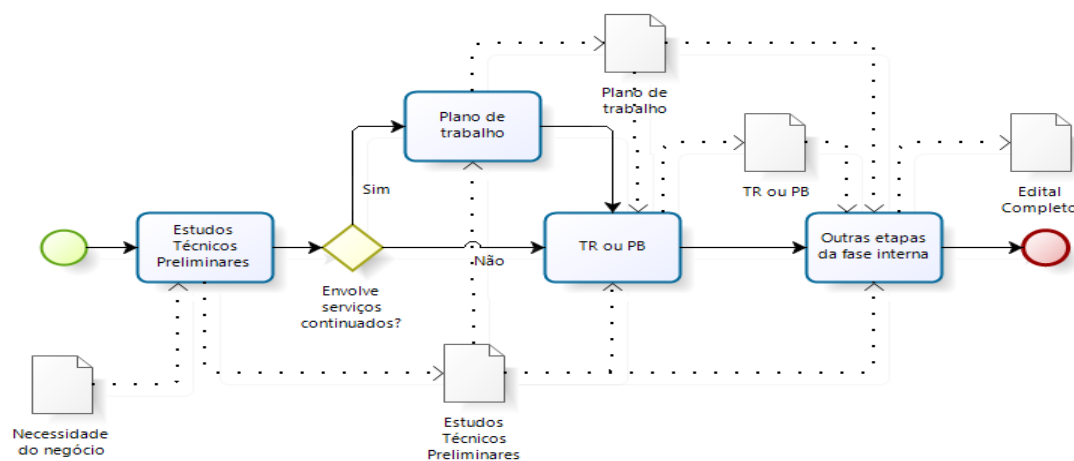 Plano de
trabalho
Plano de
trabalho
TR ou PB
Edital
Completo
Sim
Estudos
Técnicos
Preliminares
Não
TR ou PB
Outras etapas
da fase interna
Envolve
serviços
continuados?
Necessidade
do negócio
Estudos
Técnicos
Preliminares